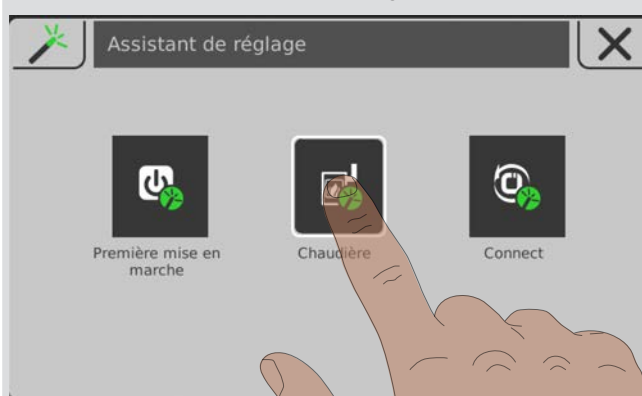 Assistant de réglage
Première mise en
marche
Chaudière
Connect